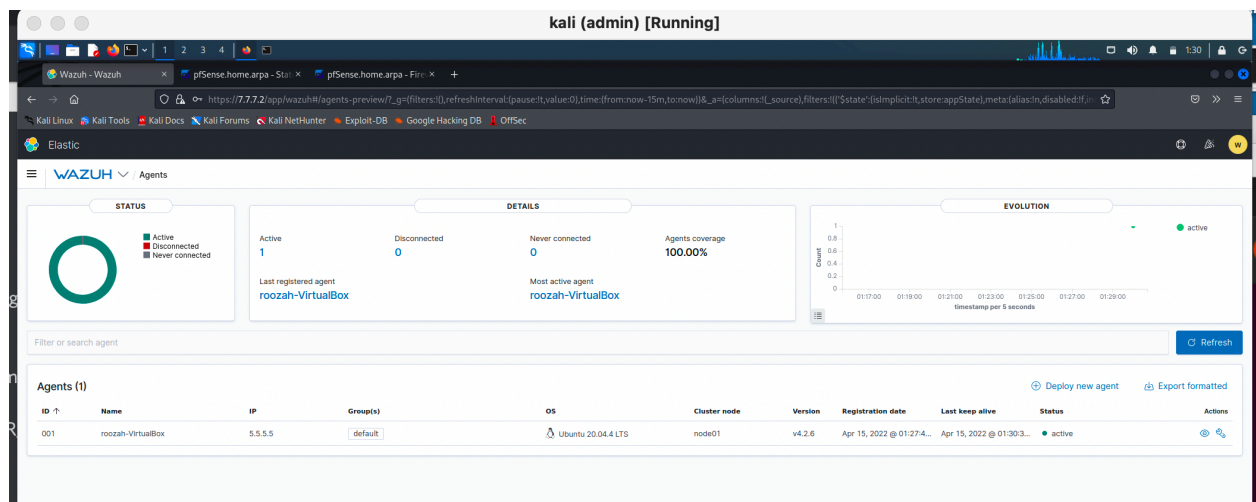 kali (admin) [Running]
1 2 3 4
1:30
Wazuh - Wazuh
pfSense.home.arpa - Stat
pfSense.home.arpa - Fire
https://7.7.7.2/app/wazuh#/agents-preview/?_g=(filters:!(),refreshInterval:(pause:!t,value:0),time:(from:now-15m,to:now))&_a=(columns:!(_source),filters:!(('$state':(isImplicit:!t,store:appState),meta:(alias:!n,disabled:!f,in
Kali Linux Kali Tools Kali Docs Kali Forums Kali NetHunter Exploit-DB Google Hacking DB OffSec
Elastic
W
WAZUH / Agents
STATUS
Active
Disconnected
Never connected
DETAILS
Active Disconnected Never connected Agents coverage
1 0 0 100.00%
Last registered agent Most active agent
roozah-VirtualBox roozah-VirtualBox
EVOLUTION
active
Count
1
0.8
0.6
0.4
0.2
0
01:17:00 01:19:00 01:21:00 01:23:00 01:25:00 01:27:00 01:29:00
timestamp per 5 seconds
Filter or search agent
Refresh
Agents (1)
Deploy new agent Export formatted
ID Name IP Group(s) OS Cluster node Version Registration date Last keep alive Status Actions
001 roozah-VirtualBox 5.5.5.5 default Ubuntu 20.04.4 LTS node01 v4.2.6 Apr 15, 2022 @ 01:27:4... Apr 15, 2022 @ 01:30:3... active